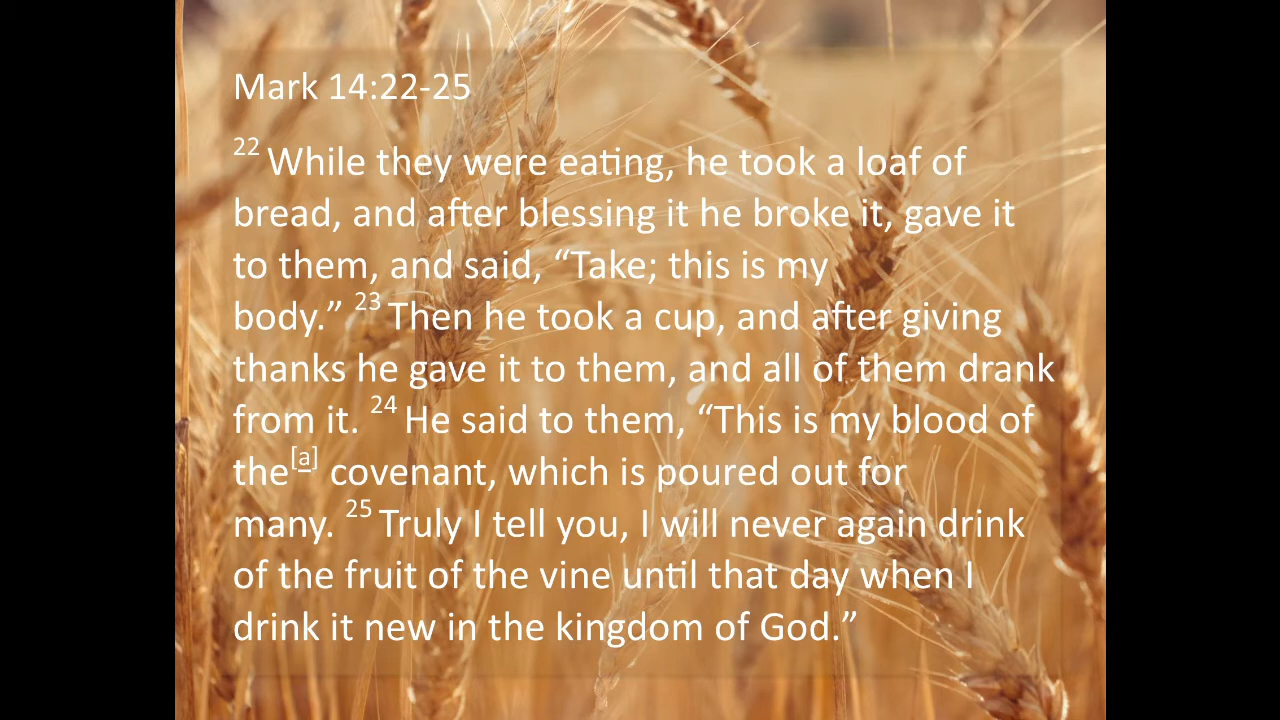 Mark 14:22-25
22 While they were eating, he took a loaf of
bread, and after blessing it he broke it, gave it
to them, and said, “Take; this is my
body.” 23 Then he took a cup, and after giving
thanks he gave it to them, and all of them drank
from it. 24 He said to them, “This is my blood of
the[a] covenant, which is poured out for
many. 25 Truly I tell you, I will never again drink
of the fruit of the vine until that day when I
drink it new in the kingdom of God.”